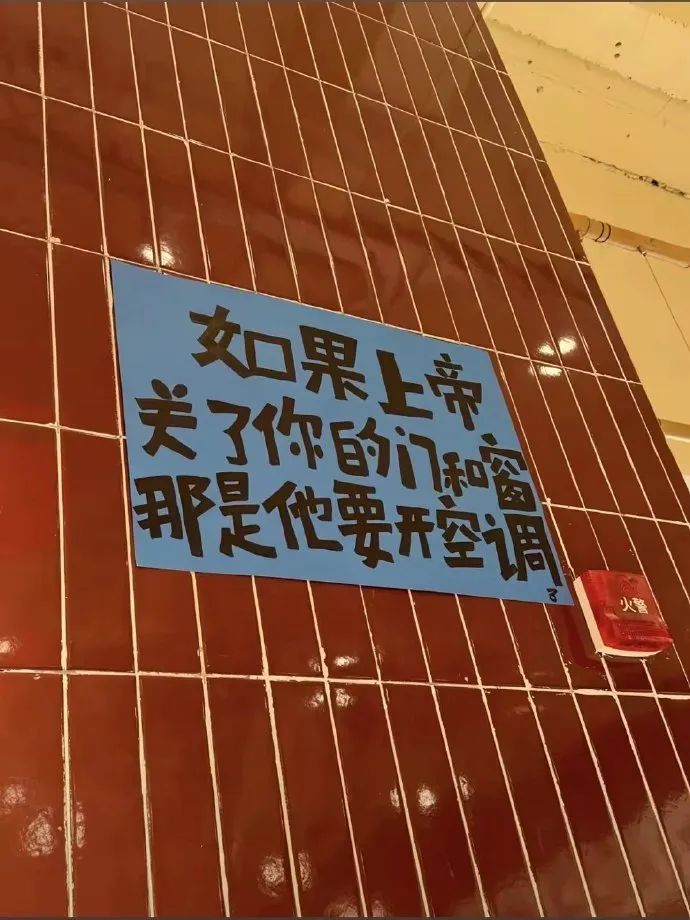 如果上帝
关了你的门和窗
那是他要开空调
了
火警